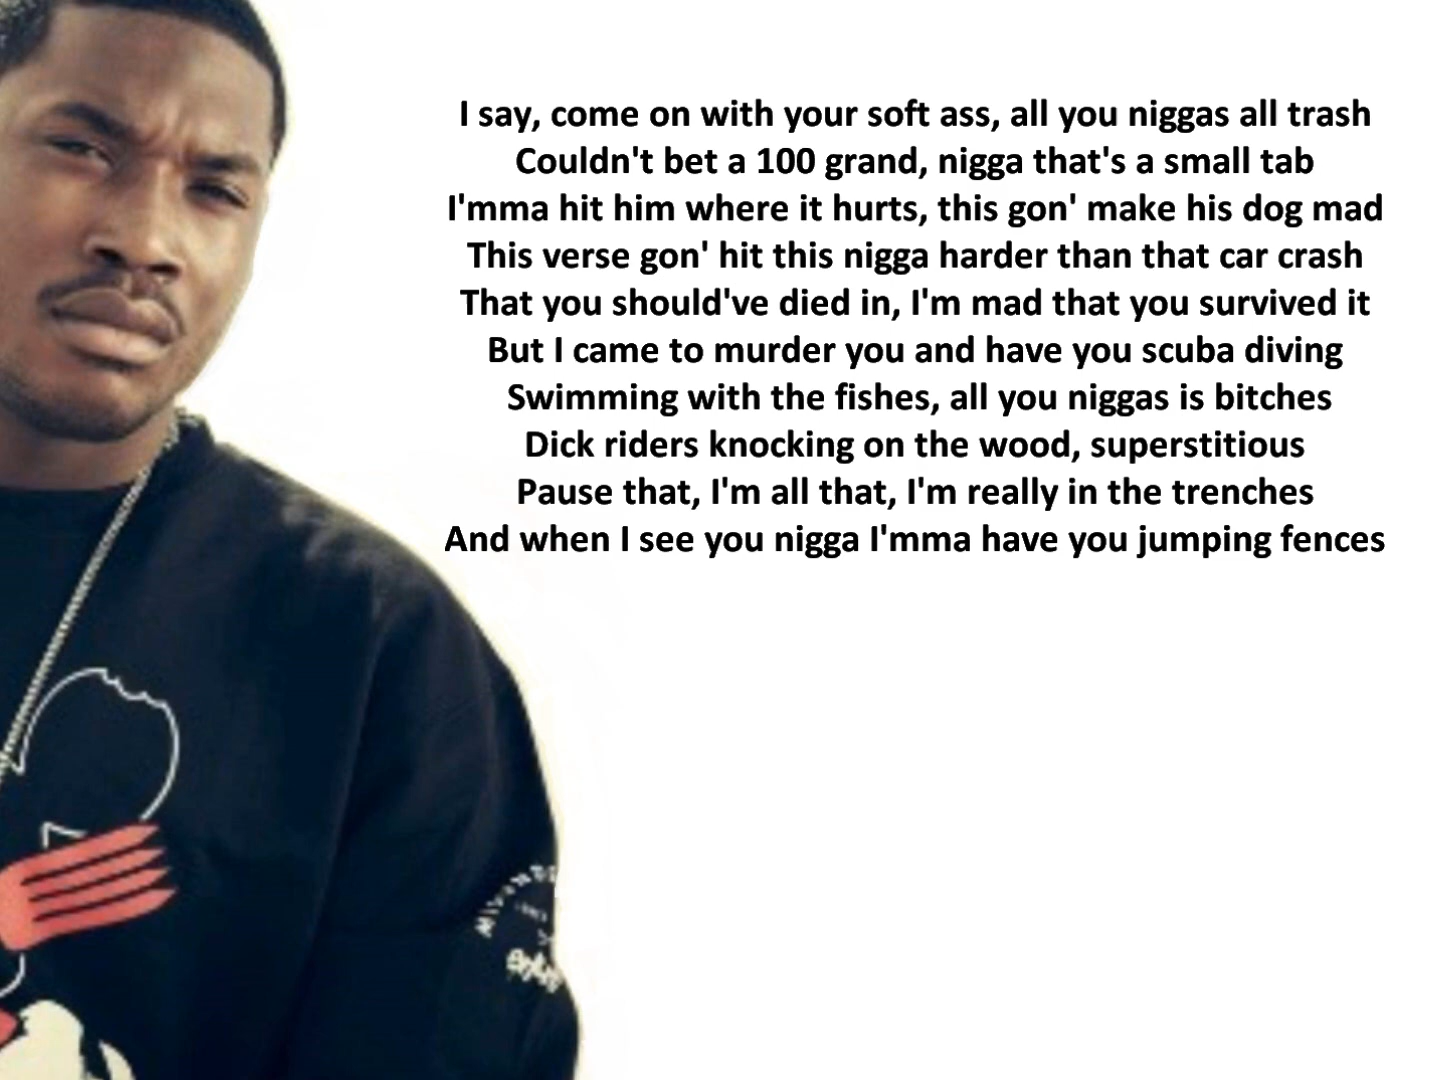 I say, come on with your soft ass, all you niggas all trash
Couldn't bet a 100 grand, nigga that's a small tab
I'mma hit him where it hurts, this gon' make his dog mad
This verse gon' hit this nigga harder than that car crash
That you should've died in, I'm mad that you survived it
But I came to murder you and have you scuba diving
Swimming with the fishes, all you niggas is bitches
Dick riders knocking on the wood, superstitious
Pause that, I'm all that, I'm really in the trenches
And when I see you nigga I'mma have you jumping fences